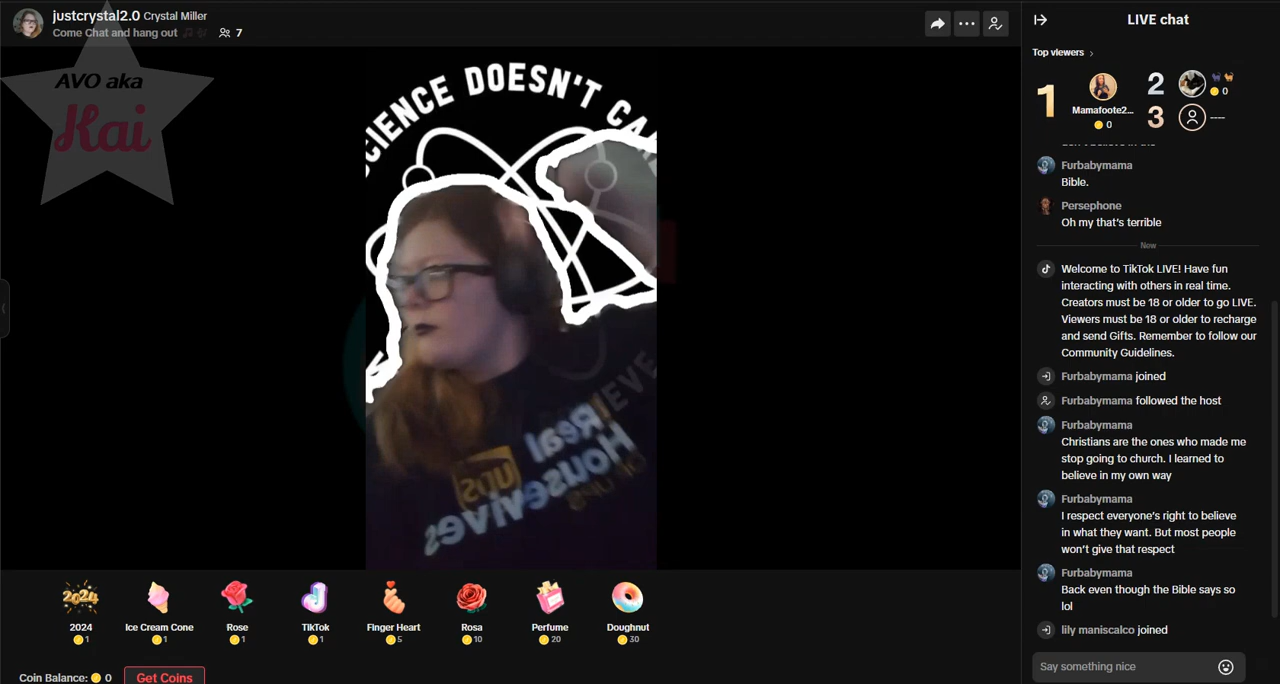 justcrystal2.0 Crystal Miller
Come Chat and hang out
7
AVO aka
Kai
SCIENCE DOESN'T CA
IEVE
Real
Housewives
ups
OF UPS
2024
1
Ice Cream Cone
1
Rose
1
TikTok
1
Finger Heart
5
Rosa
10
Perfume
20
Doughnut
30
Coin Balance: 0
Get Coins
LIVE chat
Top viewers
1
Mamafoote2...
0
2
0
3
----
Furbabymama
Bible.
Persephone
Oh my that's terrible
New
Welcome to TikTok LIVE! Have fun
interacting with others in real time.
Creators must be 18 or older to go LIVE.
Viewers must be 18 or older to recharge
and send Gifts. Remember to follow our
Community Guidelines.
Furbabymama joined
Furbabymama followed the host
Furbabymama
Christians are the ones who made me
stop going to church. I learned to
believe in my own way
Furbabymama
I respect everyone's right to believe
in what they want. But most people
won't give that respect
Furbabymama
Back even though the Bible says so
lol
lily maniscalco joined
Say something nice